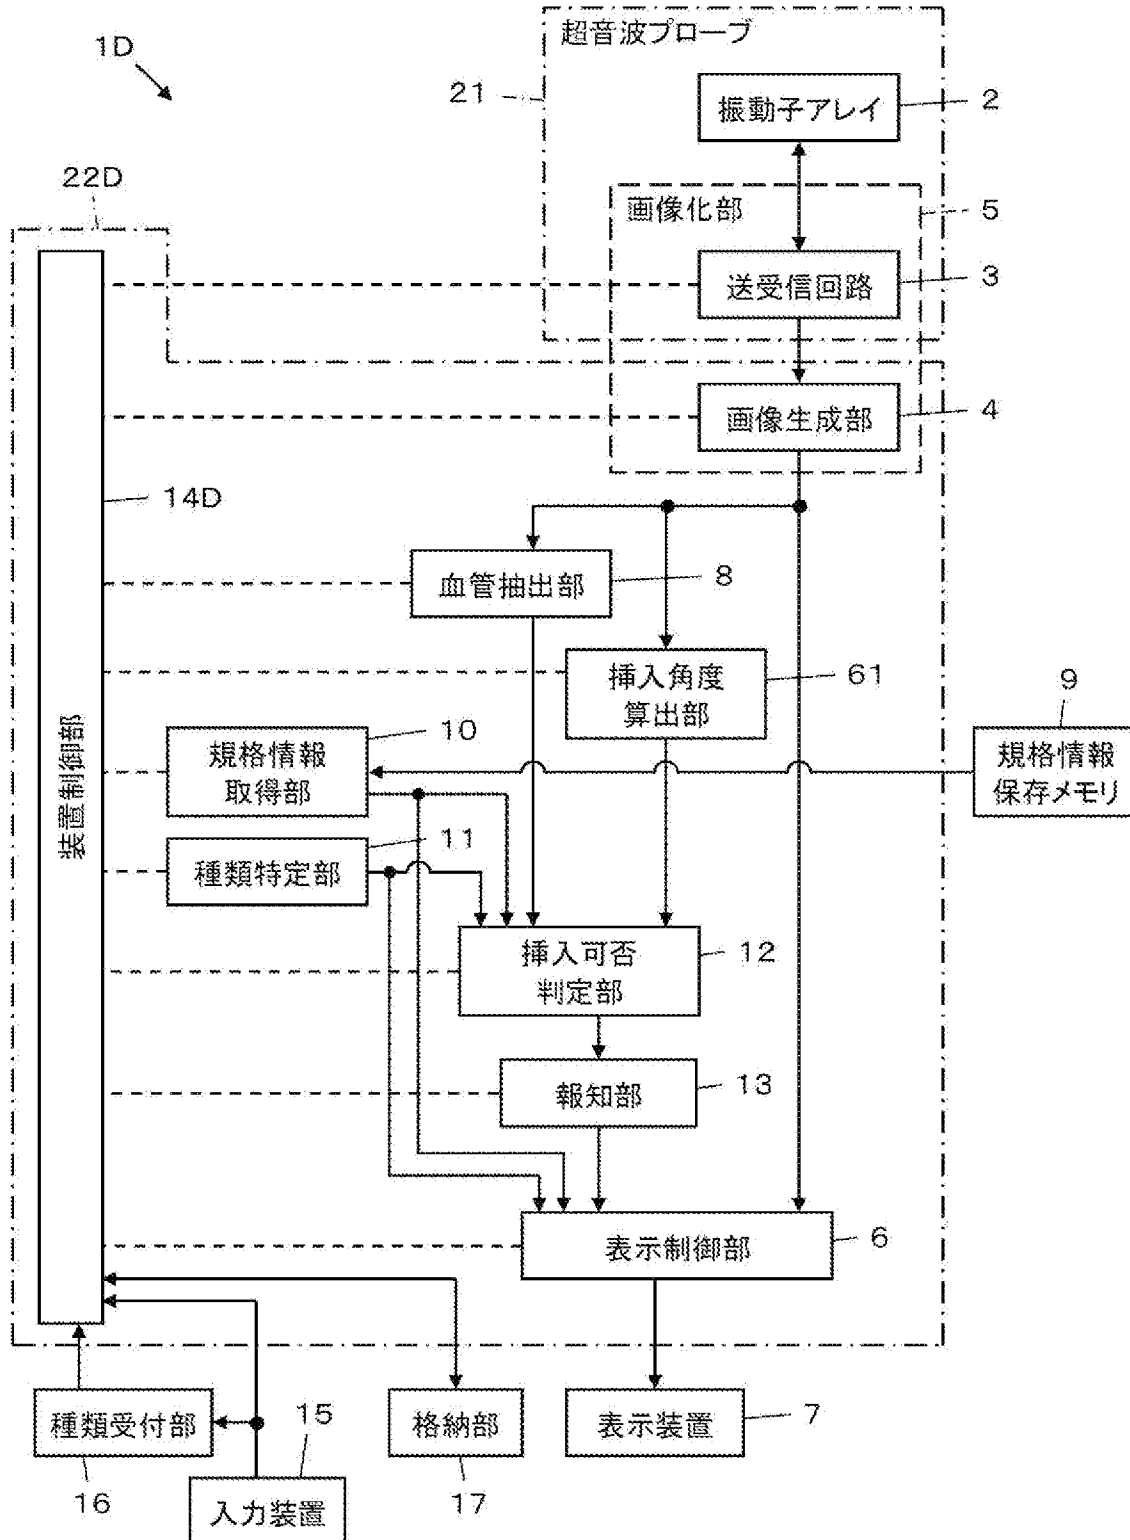 超音波プローブ
1D
21
振動子アレイ
2
22D
画像化部
5
送受信回路
3
画像生成部
4
14D
血管抽出部
8
挿入角度
算出部
61
装置制御部
規格情報
取得部
10
9
規格情報
保存メモリ
種類特定部
11
挿入可否
判定部
12
報知部
13
表示制御部
6
種類受付部
16
15
入力装置
格納部
17
表示装置
7